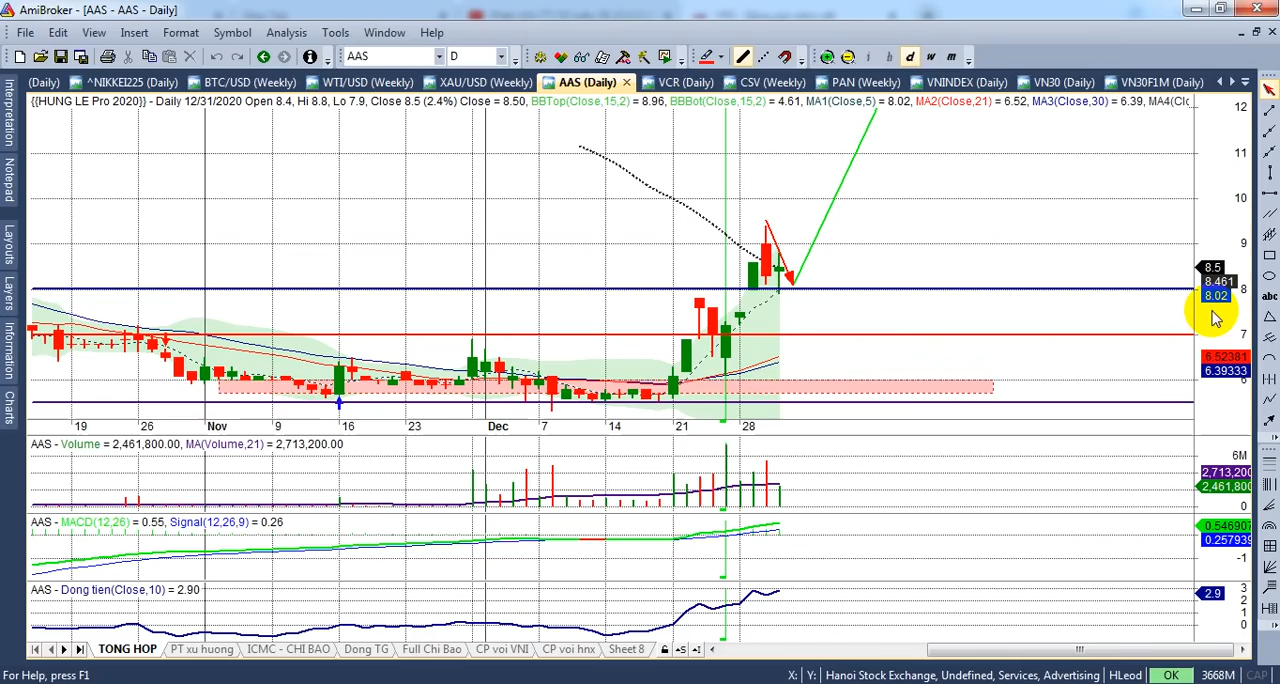 AmiBroker - [AAS - AAS - Daily]
File Edit View Insert Format Symbol Analysis Tools Window Help
AAS D i h d w m
(Daily) ^NIKKEI225 (Daily) BTC/USD (Weekly) WTI/USD (Weekly) XAU/USD (Weekly) AAS (Daily) VCR (Daily) CSV (Weekly) PAN (Weekly) VNINDEX (Daily) VN30 (Daily) VN30F1M (Daily)
{{HUNG LE Pro 2020}} - Daily 12/31/2020 Open 8.4, Hi 8.8, Lo 7.9, Close 8.5 (2.4%) Close = 8.50, BBTop(Close,15,2) = 8.96, BBBot(Close,15,2) = 4.61, MA1(Close,5) = 8.02, MA2(Close,21) = 6.52, MA3(Close,30) = 6.39, MA4(Clc
Interpretation
Notepad
Layouts
Layers
Information
Charts
12
11
10
9
8.5
8.461
8
8.02
7
6.52381
6.39333
6
abc
19 26 Nov 9 16 23 Dec 7 14 21 28
AAS - Volume = 2,461,800.00, MA(Volume,21) = 2,713,200.00
6M
2,713,200
2,461,800
0
AAS - MACD(12,26) = 0.55, Signal(12,26,9) = 0.26
0.546907
0.257939
-1
AAS - Dong tien(Close,10) = 2.90
3
2.9
2
1
0
TONG HOP PT xu huong ICMC - CHI BAO Dong TG Full Chi Bao CP voi VNI CP voi hnx Sheet 8
For Help, press F1 X: Y: Hanoi Stock Exchange, Undefined, Services, Advertising HLeod OK 3668M CAP